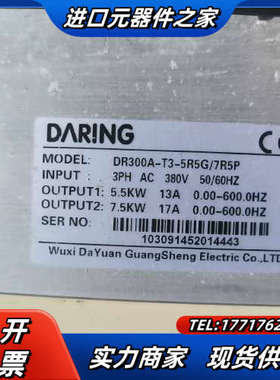 进口元器件之家
DARING
MODEL: DR300A-T3-5R5G/7R5P
INPUT : 3PH AC 380V 50/60HZ
OUTPUT1: 5.5KW 13A 0.00-600.0HZ
OUTPUT2: 7.5KW 17A 0.00-600.0HZ
SER NO:
103091452014443
Wuxi DaYuan GuangSheng Electric Co.,LTD
可开
TEL:1771762
票
实力商家 现货供